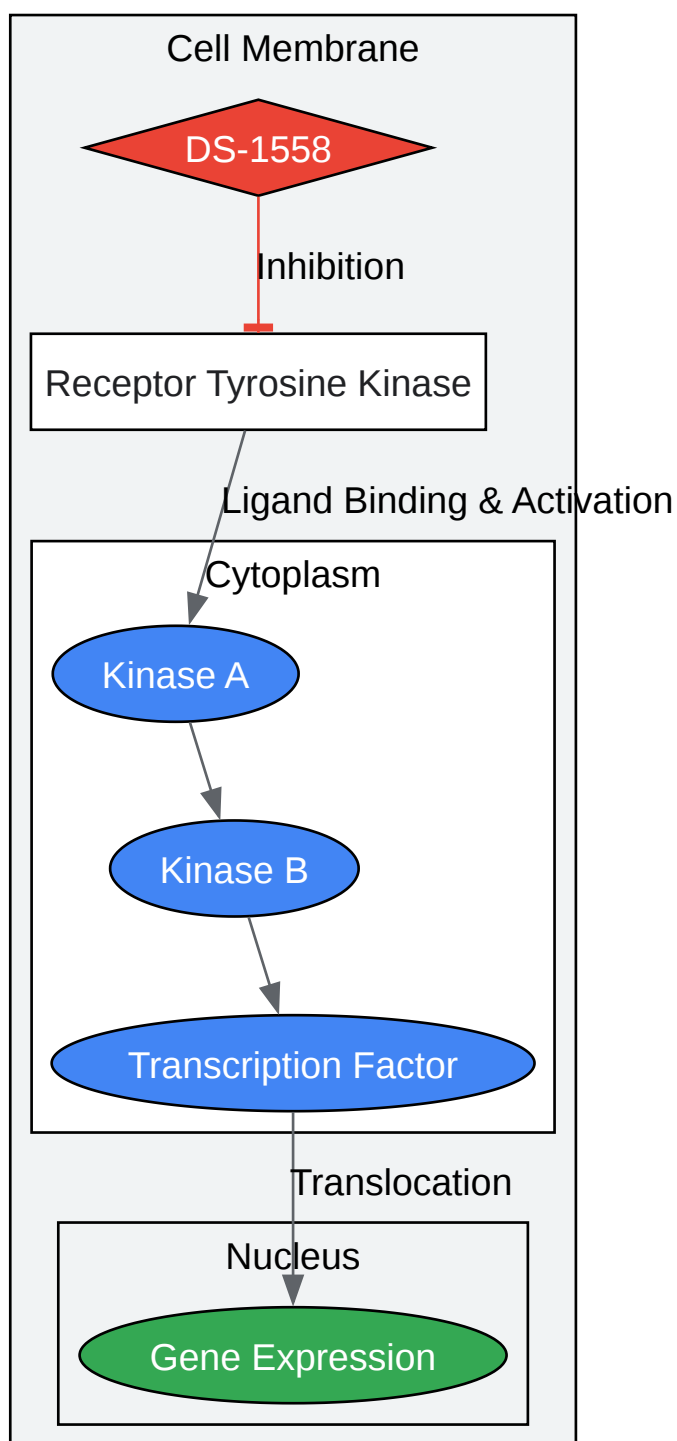 Cell Membrane
DS-1558
Inhibition
Receptor Tyrosine Kinase
Ligand Binding & Activation
Cytoplasm
Kinase A
Kinase B
Transcription Factor
Translocation
Nucleus
Gene Expression